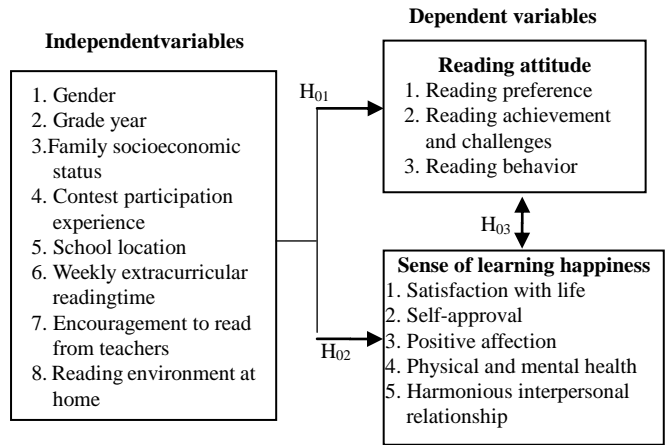 Independentvariables
1. Gender
2. Grade year
3.Family socioeconomic
status
4. Contest participation
experience
5. School location
6. Weekly extracurricular
readingtime
7. Encouragement to read
from teachers
8. Reading environment at
home
H01
H02
Dependent variables
Reading attitude
1. Reading preference
2. Reading achievement
and challenges
3. Reading behavior
H03
Sense of learning happiness
1. Satisfaction with life
2. Self-approval
3. Positive affection
4. Physical and mental health
5. Harmonious interpersonal
relationship